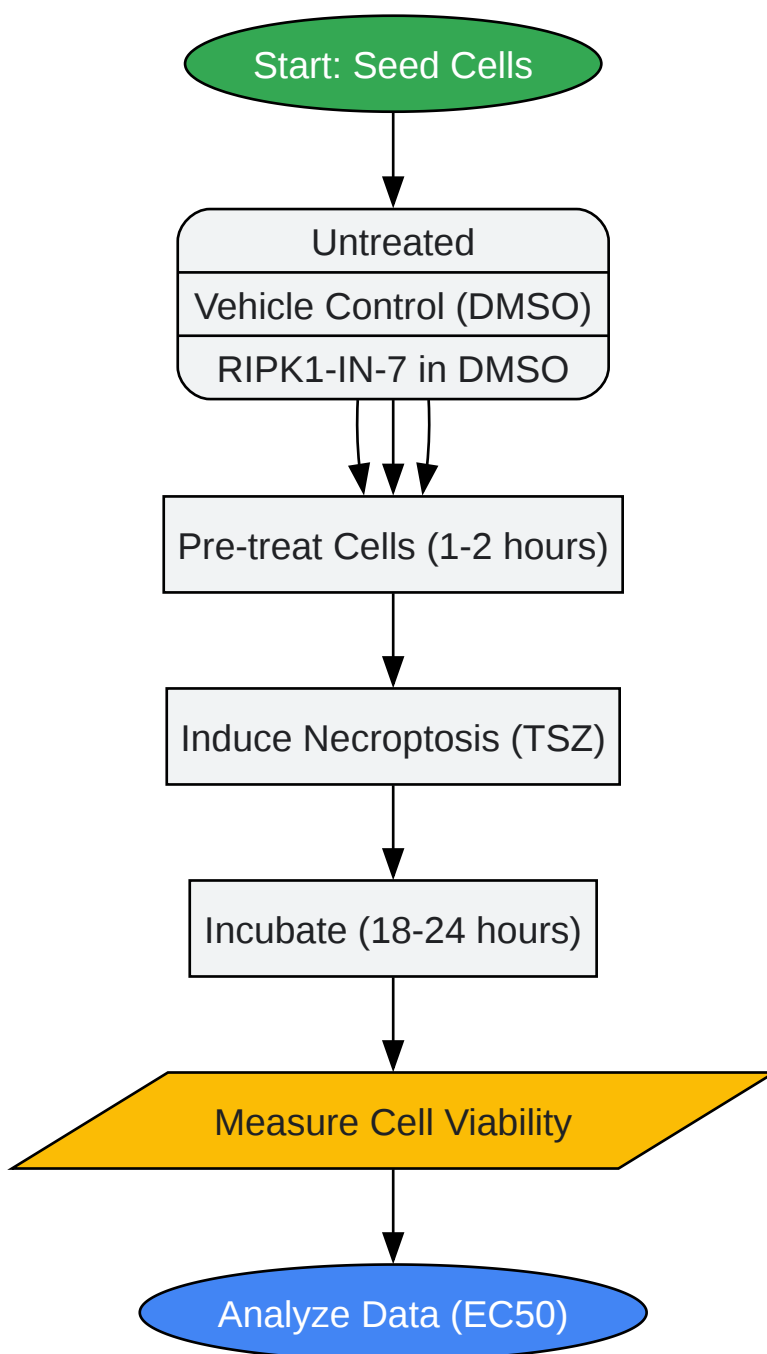 Start: Seed Cells
Untreated
Vehicle Control (DMSO)
RIPK1-IN-7 in DMSO
Pre-treat Cells (1-2 hours)
Induce Necroptosis (TSZ)
Incubate (18-24 hours)
Measure Cell Viability
Analyze Data (EC50)